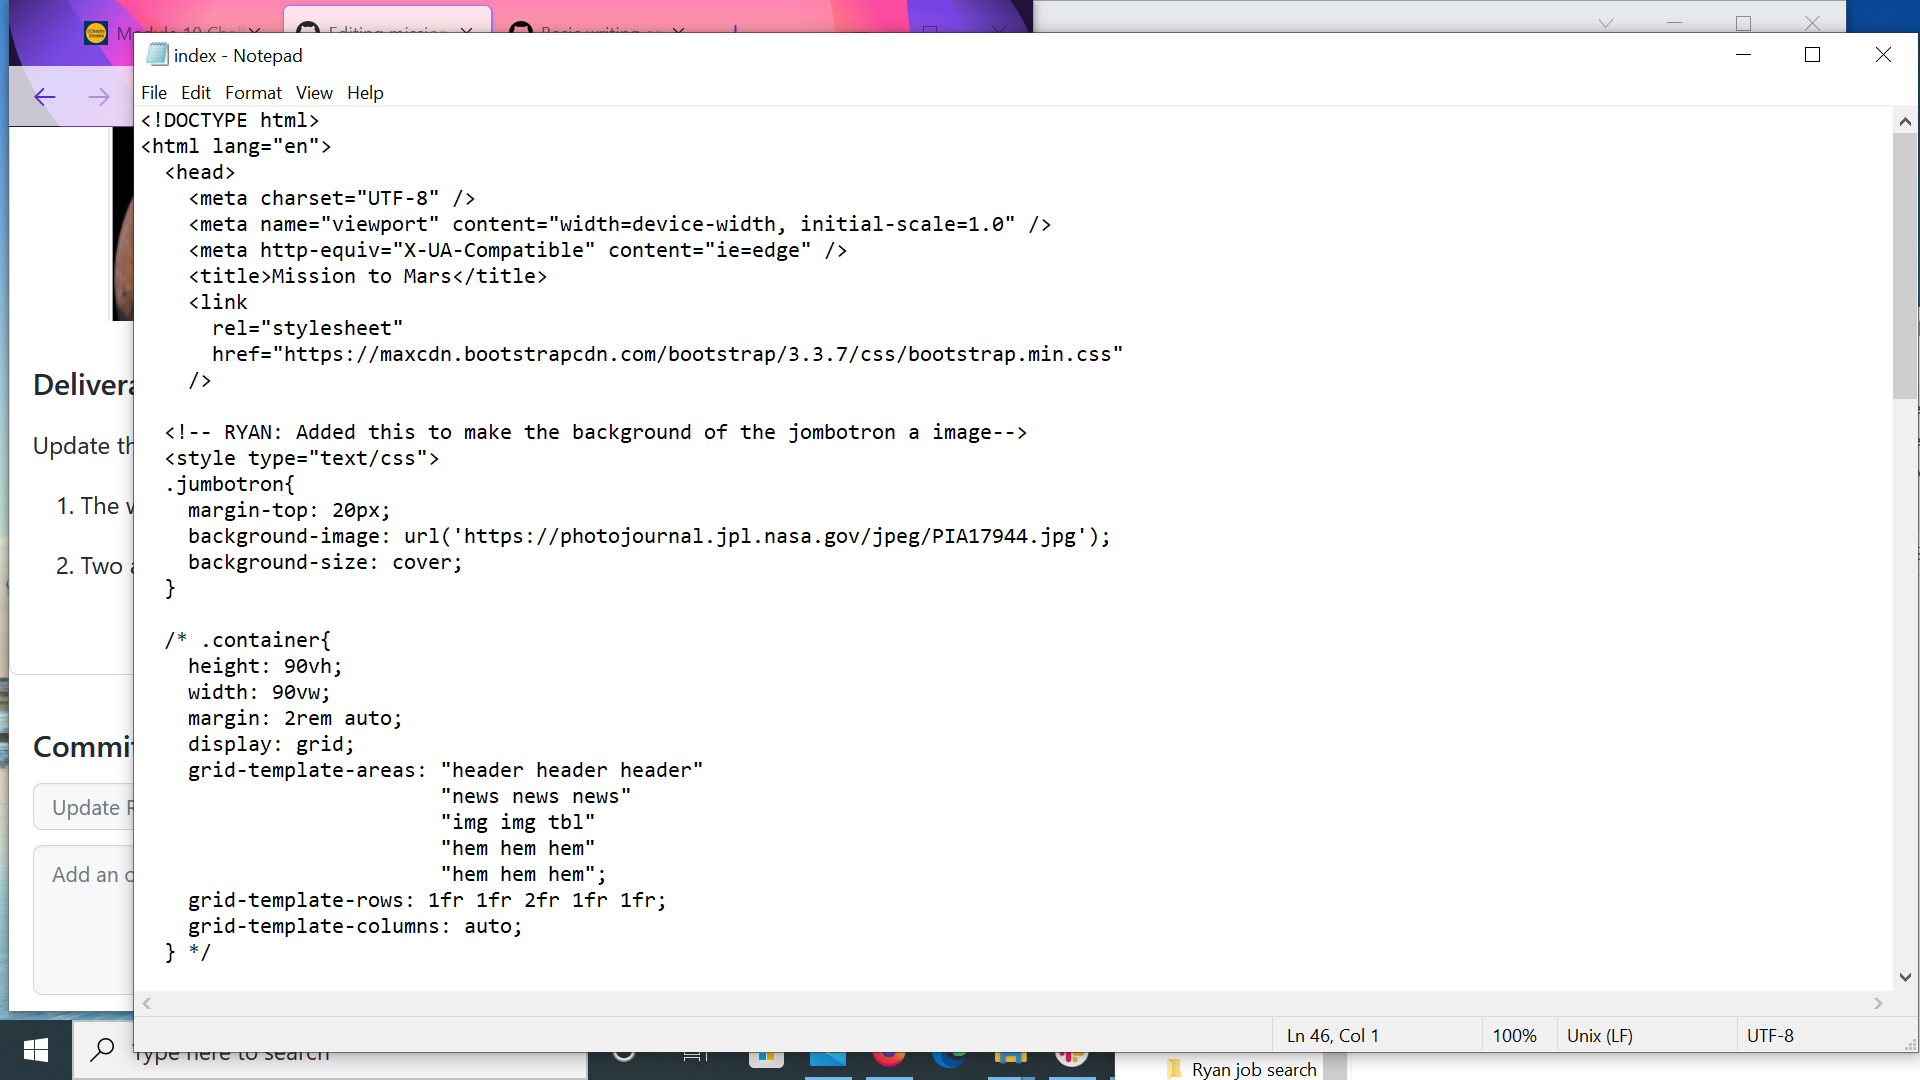 index - Notepad
File Edit Format View Help
<!DOCTYPE html>
<html lang="en">
  <head>
    <meta charset="UTF-8" />
    <meta name="viewport" content="width=device-width, initial-scale=1.0" />
    <meta http-equiv="X-UA-Compatible" content="ie=edge" />
    <title>Mission to Mars</title>
    <link
      rel="stylesheet"
      href="https://maxcdn.bootstrapcdn.com/bootstrap/3.3.7/css/bootstrap.min.css"
    />
  <!-- RYAN: Added this to make the background of the jombotron a image-->
  <style type="text/css">
  .jumbotron{
    margin-top: 20px;
    background-image: url('https://photojournal.jpl.nasa.gov/jpeg/PIA17944.jpg');
    background-size: cover;
  }
  /* .container{
    height: 90vh;
    width: 90vw;
    margin: 2rem auto;
    display: grid;
    grid-template-areas: "header header header"
                         "news news news"
                         "img img tbl"
                         "hem hem hem"
                         "hem hem hem";
    grid-template-rows: 1fr 1fr 2fr 1fr 1fr;
    grid-template-columns: auto;
  } */
Ln 46, Col 1
100%
Unix (LF)
UTF-8
Delivera
Update th
1. The w
2. Two a
Commit
Update R
Add an o
Type here to search
Ryan job search